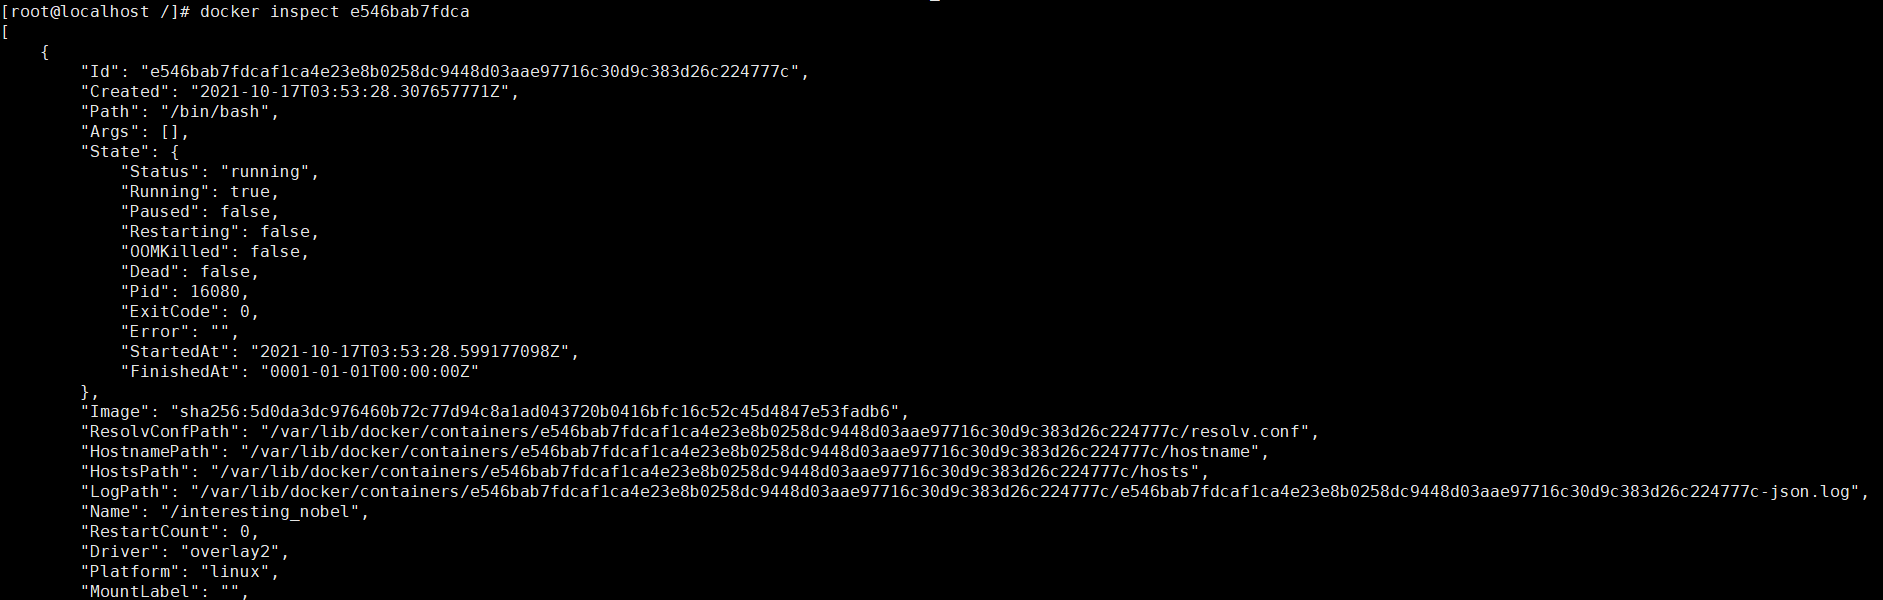 [root@localhost /]# docker inspect e546bab7fdca
[
    {
        "Id": "e546bab7fdcaf1ca4e23e8b0258dc9448d03aae97716c30d9c383d26c224777c",
        "Created": "2021-10-17T03:53:28.307657771Z",
        "Path": "/bin/bash",
        "Args": [],
        "State": {
            "Status": "running",
            "Running": true,
            "Paused": false,
            "Restarting": false,
            "OOMKilled": false,
            "Dead": false,
            "Pid": 16080,
            "ExitCode": 0,
            "Error": "",
            "StartedAt": "2021-10-17T03:53:28.599177098Z",
            "FinishedAt": "0001-01-01T00:00:00Z"
        },
        "Image": "sha256:5d0da3dc976460b72c77d94c8a1ad043720b0416bfc16c52c45d4847e53fadb6",
        "ResolvConfPath": "/var/lib/docker/containers/e546bab7fdcaf1ca4e23e8b0258dc9448d03aae97716c30d9c383d26c224777c/resolv.conf",
        "HostnamePath": "/var/lib/docker/containers/e546bab7fdcaf1ca4e23e8b0258dc9448d03aae97716c30d9c383d26c224777c/hostname",
        "HostsPath": "/var/lib/docker/containers/e546bab7fdcaf1ca4e23e8b0258dc9448d03aae97716c30d9c383d26c224777c/hosts",
        "LogPath": "/var/lib/docker/containers/e546bab7fdcaf1ca4e23e8b0258dc9448d03aae97716c30d9c383d26c224777c/e546bab7fdcaf1ca4e23e8b0258dc9448d03aae97716c30d9c383d26c224777c-json.log",
        "Name": "/interesting_nobel",
        "RestartCount": 0,
        "Driver": "overlay2",
        "Platform": "linux",
        "MountLabel": "",